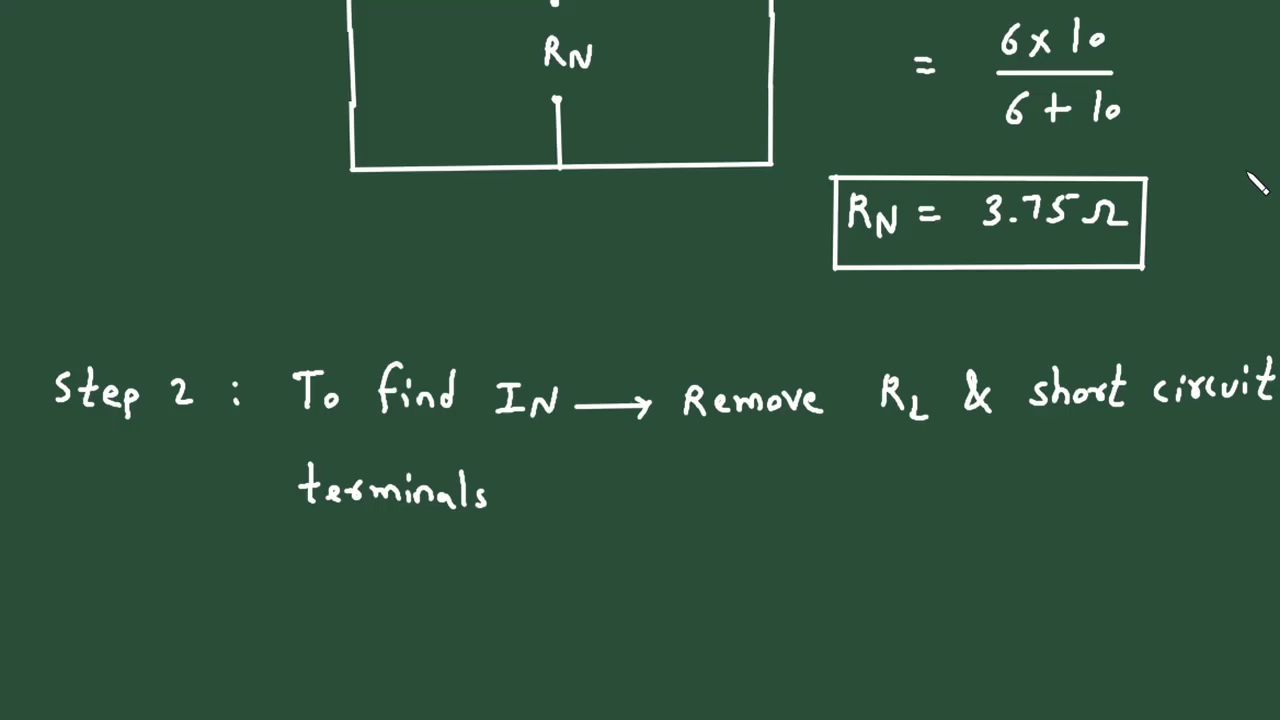 RN
= 6 x 10
6 + 10
RN = 3.75 Ω
Step 2 : To find IN → Remove RL & short circuit
terminals